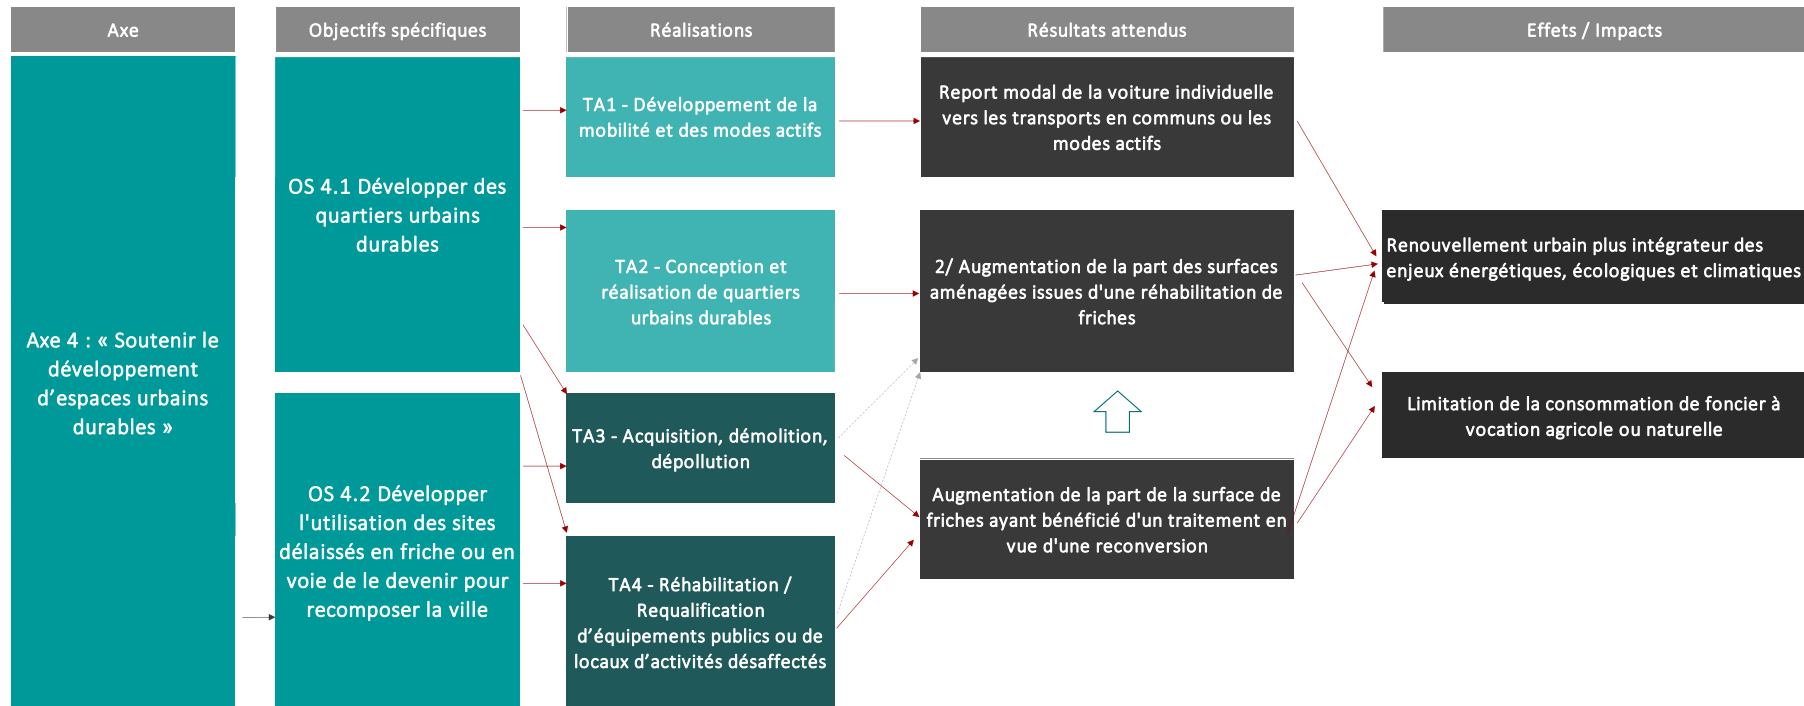 Axe
Objectifs spécifiques
Réalisations
Résultats attendus
Effets / Impacts
Axe 4 : « Soutenir le
développement
d’espaces urbains
durables »
OS 4.1 Développer des
quartiers urbains
durables
OS 4.2 Développer
l'utilisation des sites
délaissés en friche ou en
voie de le devenir pour
recomposer la ville
TA1 - Développement de la
mobilité et des modes actifs
TA2 - Conception et
réalisation de quartiers
urbains durables
TA3 - Acquisition, démolition,
dépollution
TA4 - Réhabilitation /
Requalification
d’équipements publics ou de
locaux d’activités désaffectés
Report modal de la voiture individuelle
vers les transports en communs ou les
modes actifs
2/ Augmentation de la part des surfaces
aménagées issues d'une réhabilitation de
friches
Augmentation de la part de la surface de
friches ayant bénéficié d'un traitement en
vue d'une reconversion
Renouvellement urbain plus intégrateur des
enjeux énergétiques, écologiques et climatiques
Limitation de la consommation de foncier à
vocation agricole ou naturelle